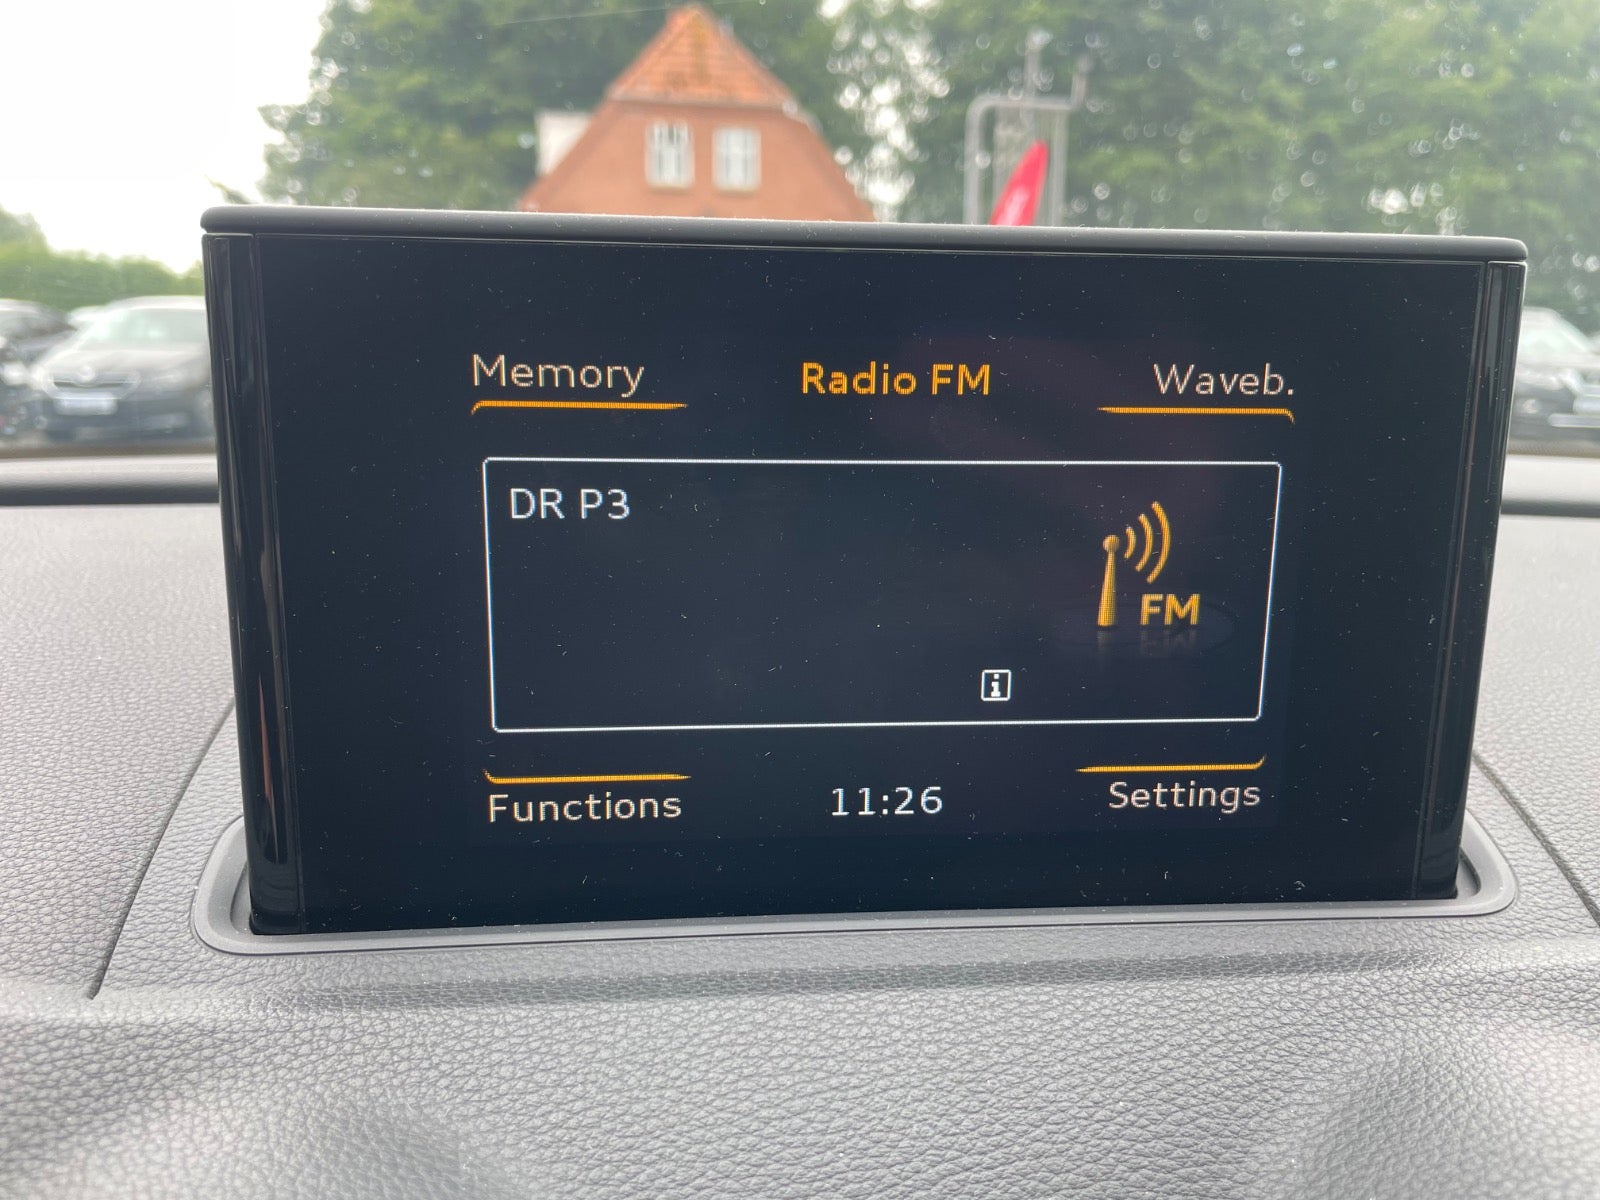 Memory
Radio FM
Waveb.
DR P3
FM
i
Functions
11:26
Settings